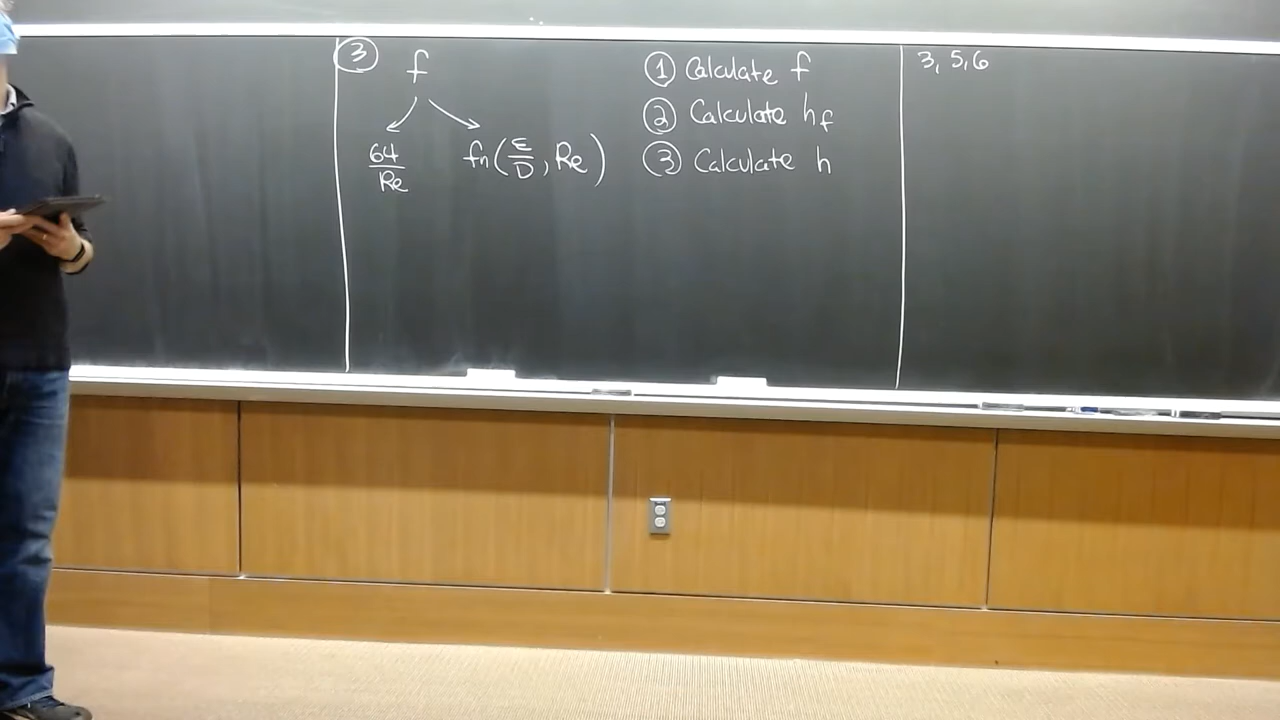 ③ f
64/Re fn(ε/D, Re)
① Calculate f
② Calculate hf
③ Calculate h
3, 5, 6